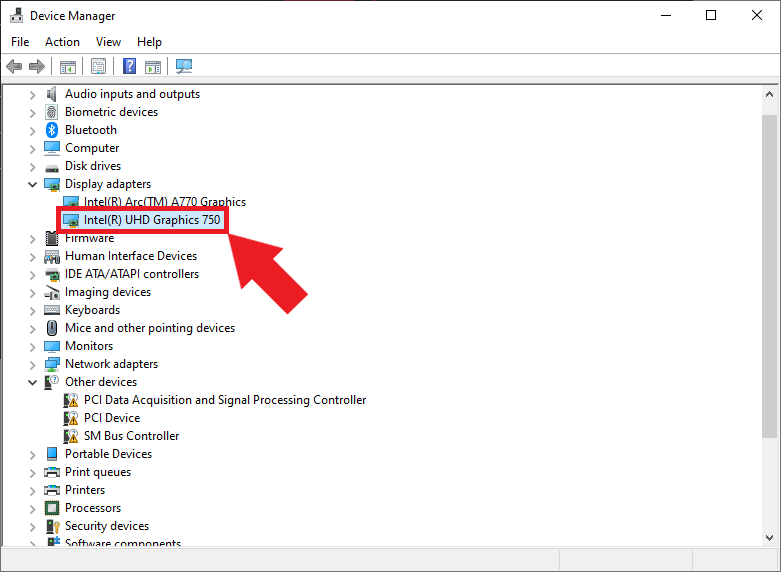 Device Manager
File Action View Help
Audio inputs and outputs
Biometric devices
Bluetooth
Computer
Disk drives
Display adapters
Intel(R) Arc(TM) A770 Graphics
Intel(R) UHD Graphics 750
Firmware
Human Interface Devices
IDE ATA/ATAPI controllers
Imaging devices
Keyboards
Mice and other pointing devices
Monitors
Network adapters
Other devices
PCI Data Acquisition and Signal Processing Controller
PCI Device
SM Bus Controller
Portable Devices
Print queues
Printers
Processors
Security devices
Software components